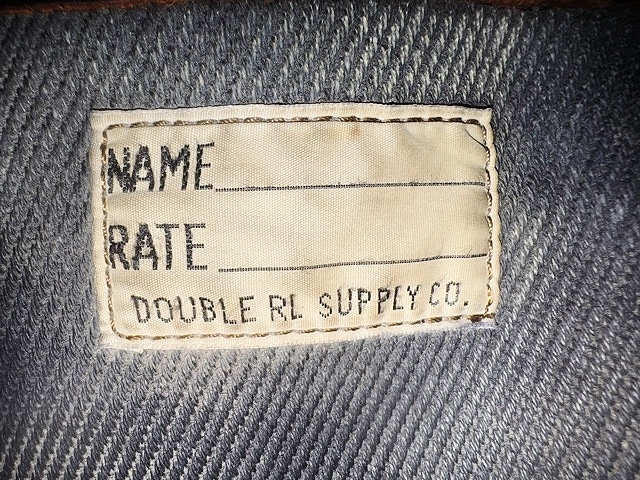 NAME
RATE
DOUBLE RL SUPPLY CO.